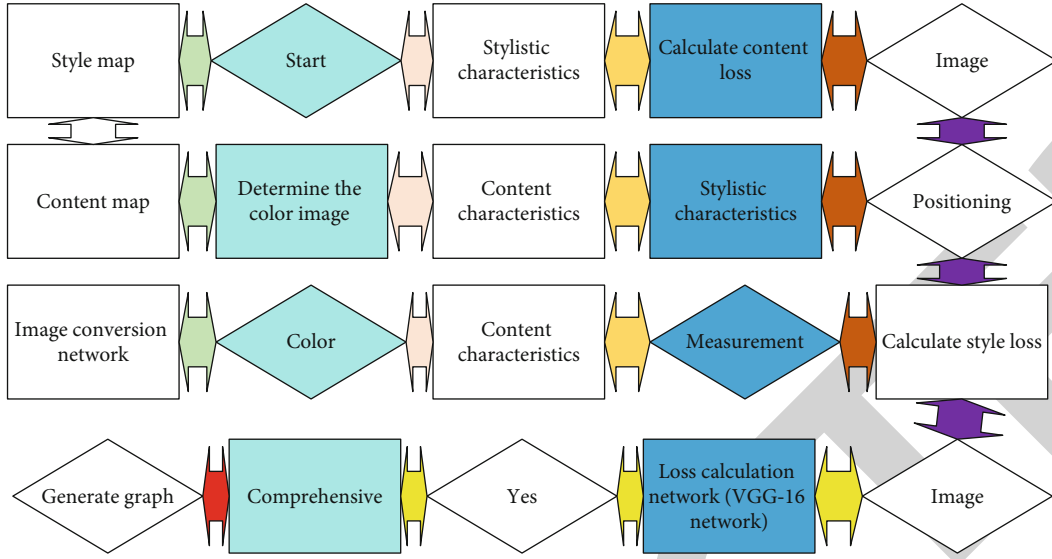 Style map
Start
Stylistic
characteristics
Calculate content
loss
Image
Content map
Determine the
color image
Content
characteristics
Stylistic
characteristics
Positioning
Image conversion
network
Color
Content
characteristics
Measurement
Calculate style loss
Generate graph
Comprehensive
Yes
Loss calculation
network (VGG-16
network)
Image